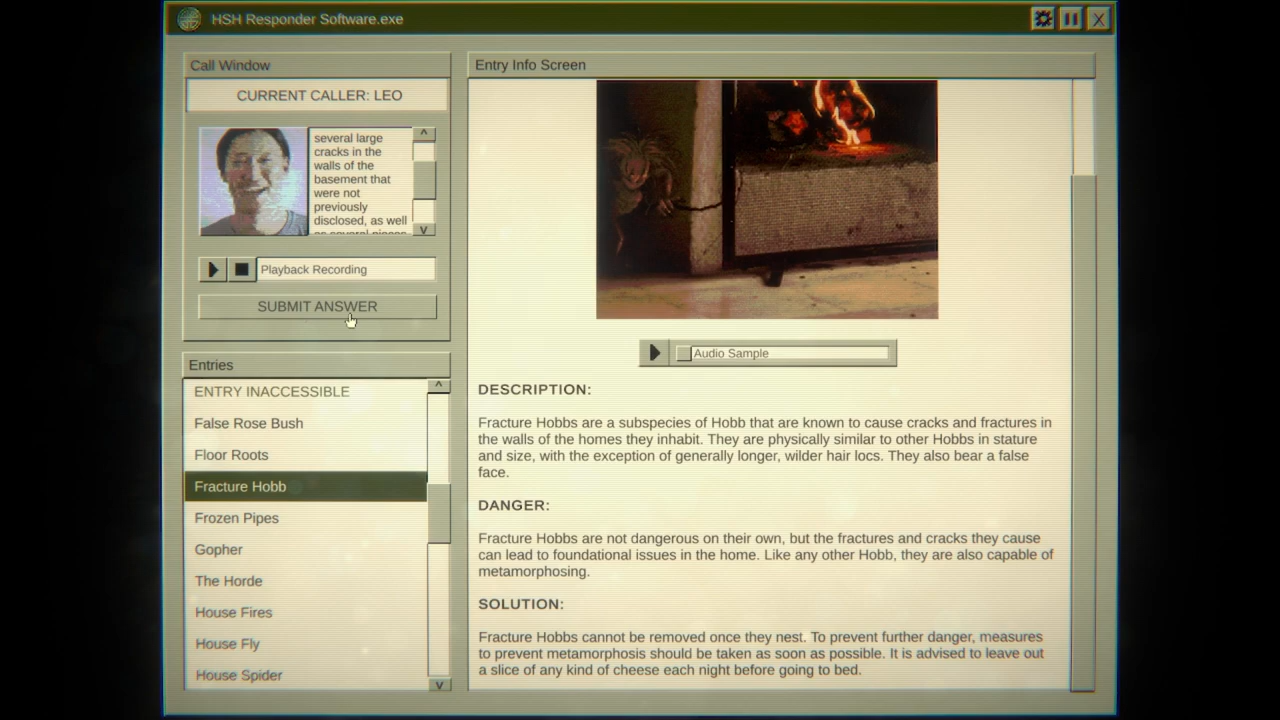 HSH Responder Software.exe
Call Window
CURRENT CALLER: LEO
several large
cracks in the
walls of the
basement that
were not
previously
disclosed, as well
as several pieces
Playback Recording
SUBMIT ANSWER
Entries
ENTRY INACCESSIBLE
False Rose Bush
Floor Roots
Fracture Hobb
Frozen Pipes
Gopher
The Horde
House Fires
House Fly
House Spider
Entry Info Screen
Audio Sample
DESCRIPTION:
Fracture Hobbs are a subspecies of Hobb that are known to cause cracks and fractures in
the walls of the homes they inhabit. They are physically similar to other Hobbs in stature
and size, with the exception of generally longer, wilder hair locs. They also bear a false
face.
DANGER:
Fracture Hobbs are not dangerous on their own, but the fractures and cracks they cause
can lead to foundational issues in the home. Like any other Hobb, they are also capable of
metamorphosing.
SOLUTION:
Fracture Hobbs cannot be removed once they nest. To prevent further danger, measures
to prevent metamorphosis should be taken as soon as possible. It is advised to leave out
a slice of any kind of cheese each night before going to bed.